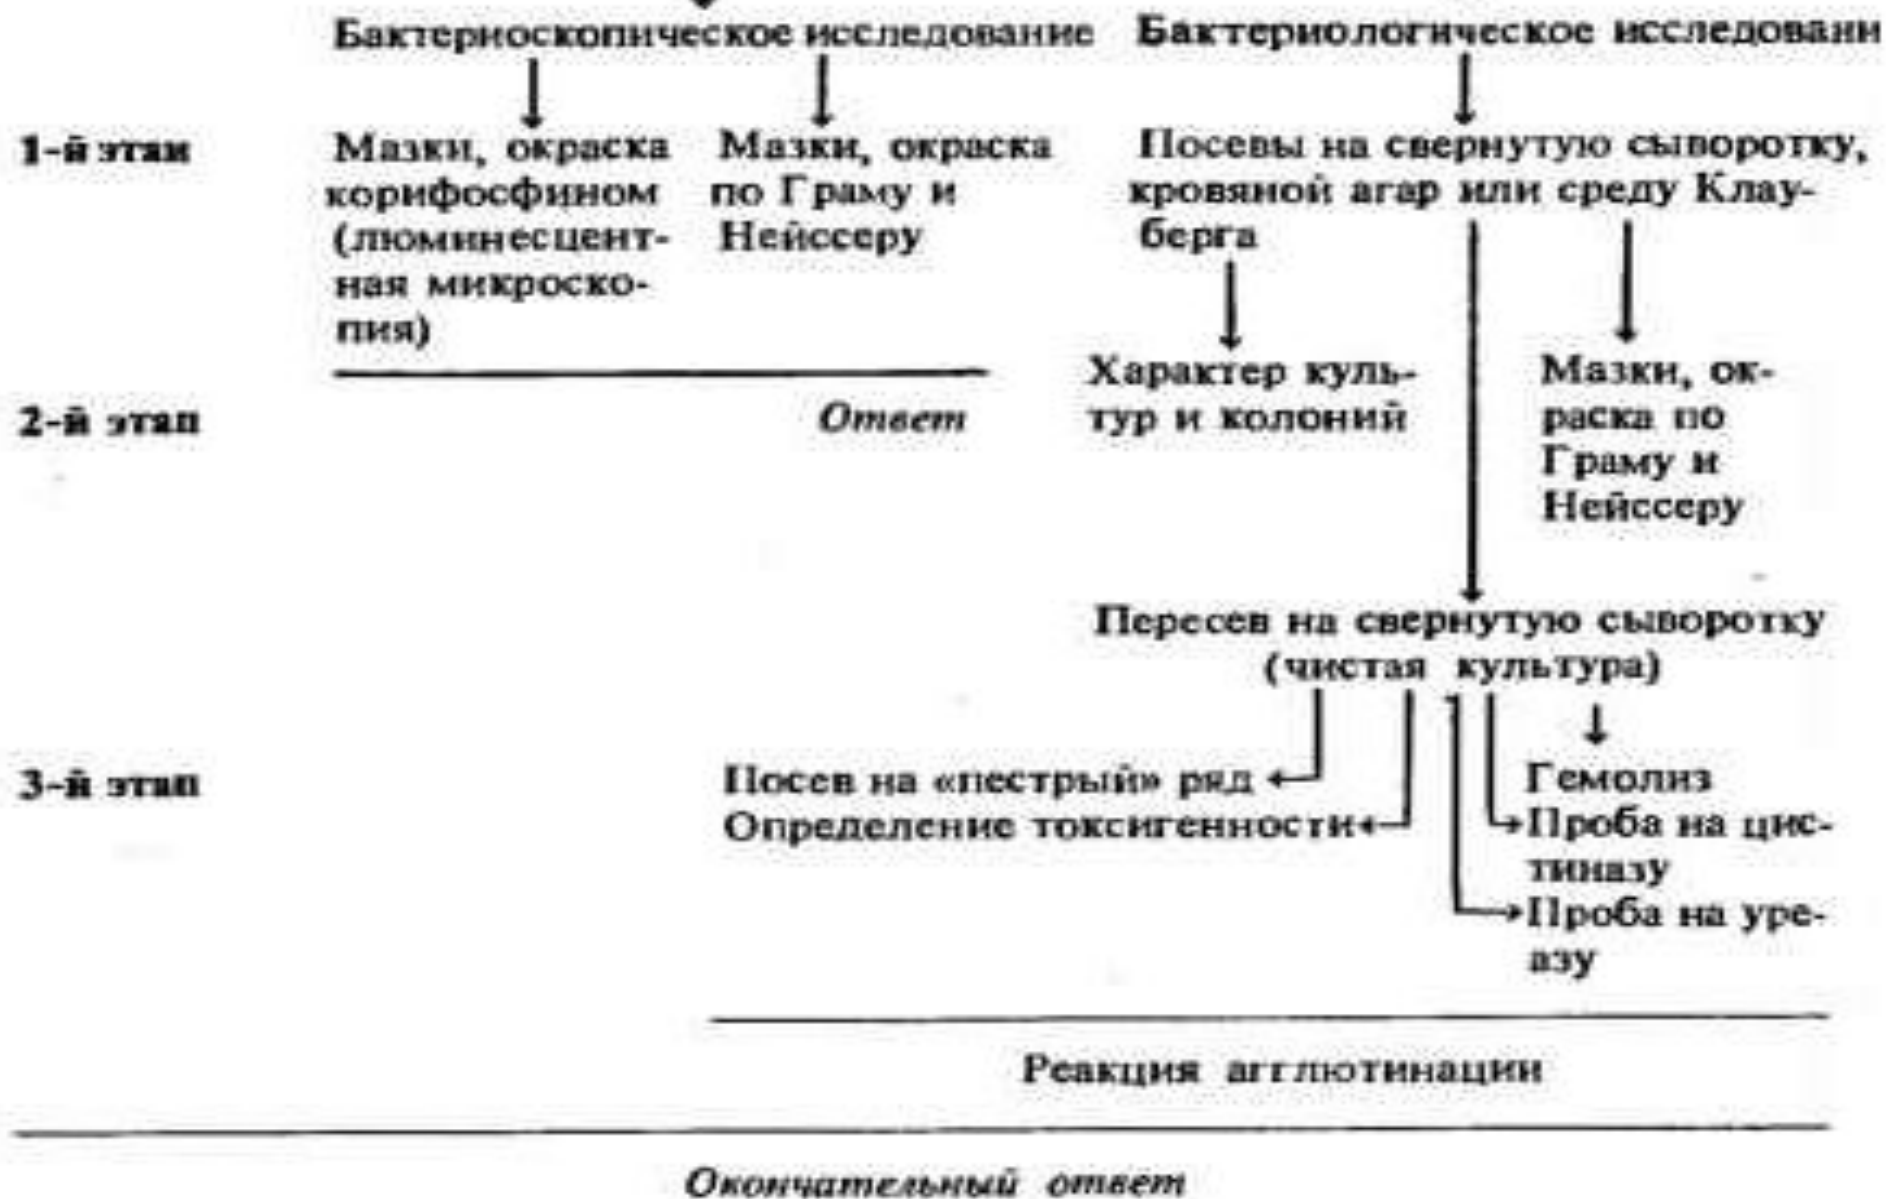 Бактериоскопическое исследование
Бактериологическое исследовани
1-й этап
Мазки, окраска
корифосфином
(люминесцент-
ная микроско-
пия)
Мазки, окраска
по Граму и
Нейссеру
Посевы на свернутую сыворотку,
кровяной агар или среду Клау-
берга
2-й этап
Ответ
Характер куль-
тур и колоний
Мазки, ок-
раска по
Граму и
Нейссеру
Пересев на свернутую сыворотку
(чистая культура)
3-й этап
Посев на «пестрый» ряд
Определение токсигенности
Гемолиз
Проба на цис-
тиназу
Проба на уре-
азу
Реакция агглютинации
Окончательный ответ